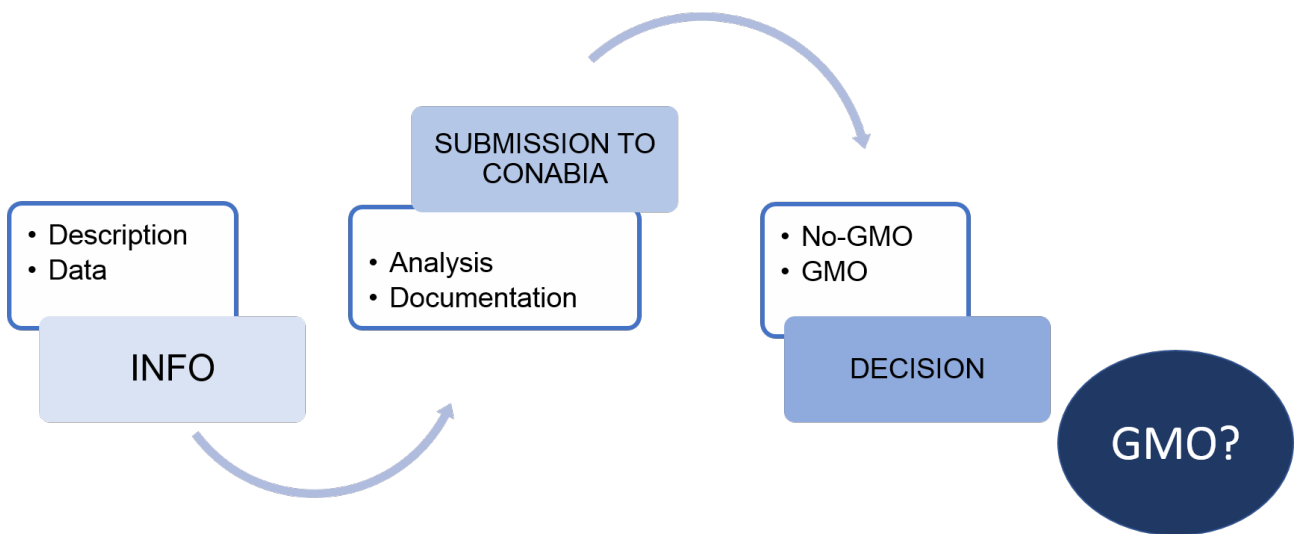 • Description
• Data
INFO
SUBMISSION TO
CONABIA
• Analysis
• Documentation
• No-GMO
• GMO
DECISION
GMO?